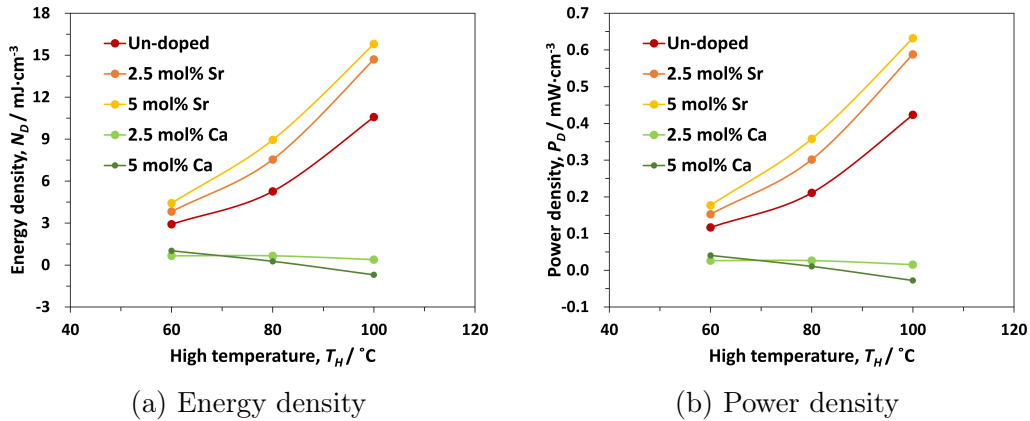 18
15
12
9
6
3
0
-3
40
60
80
100
120
Energy density, N_D / mJ·cm⁻³
High temperature, T_H / ˚C
Un-doped
2.5 mol% Sr
5 mol% Sr
2.5 mol% Ca
5 mol% Ca
(a) Energy density
0.7
0.6
0.5
0.4
0.3
0.2
0.1
0.0
-0.1
40
60
80
100
120
Power density, P_D / mW·cm⁻³
High temperature, T_H / ˚C
Un-doped
2.5 mol% Sr
5 mol% Sr
2.5 mol% Ca
5 mol% Ca
(b) Power density